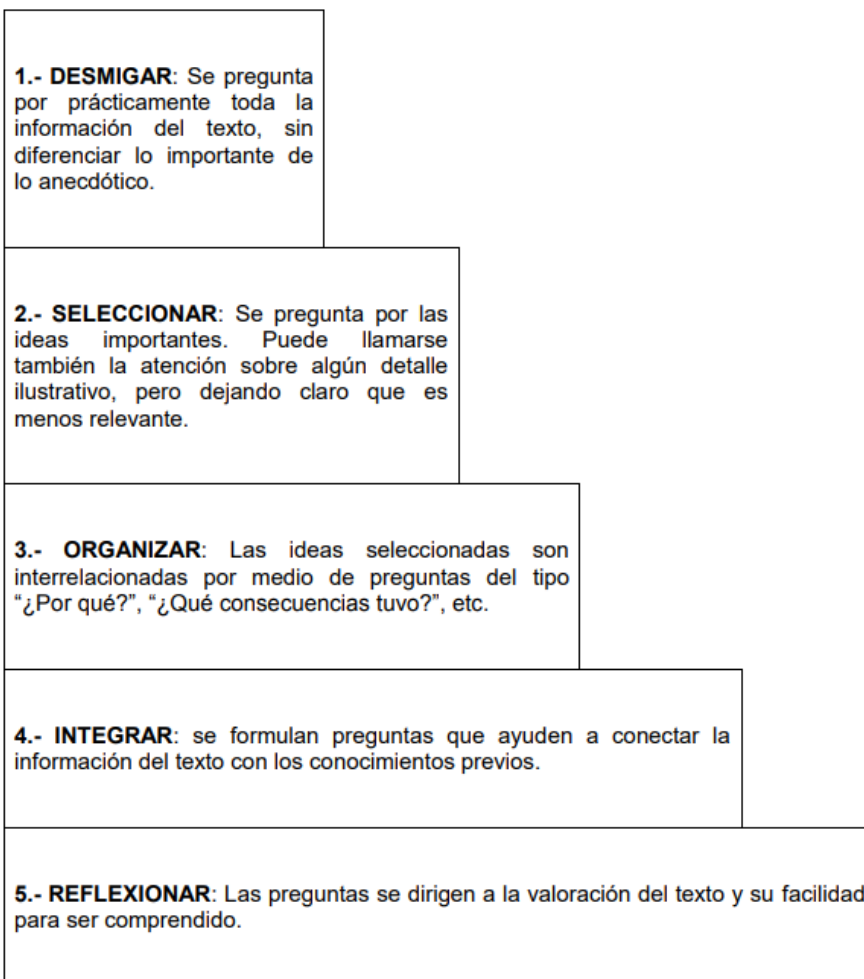 1.- DESMIGAR: Se pregunta
por prácticamente toda la
información del texto, sin
diferenciar lo importante de
lo anecdótico.
2.- SELECCIONAR: Se pregunta por las
ideas importantes. Puede llamarse
también la atención sobre algún detalle
ilustrativo, pero dejando claro que es
menos relevante.
3.- ORGANIZAR: Las ideas seleccionadas son
interrelacionadas por medio de preguntas del tipo
“¿Por qué?”, “¿Qué consecuencias tuvo?”, etc.
4.- INTEGRAR: se formulan preguntas que ayuden a conectar la
información del texto con los conocimientos previos.
5.- REFLEXIONAR: Las preguntas se dirigen a la valoración del texto y su facilidad
para ser comprendido.